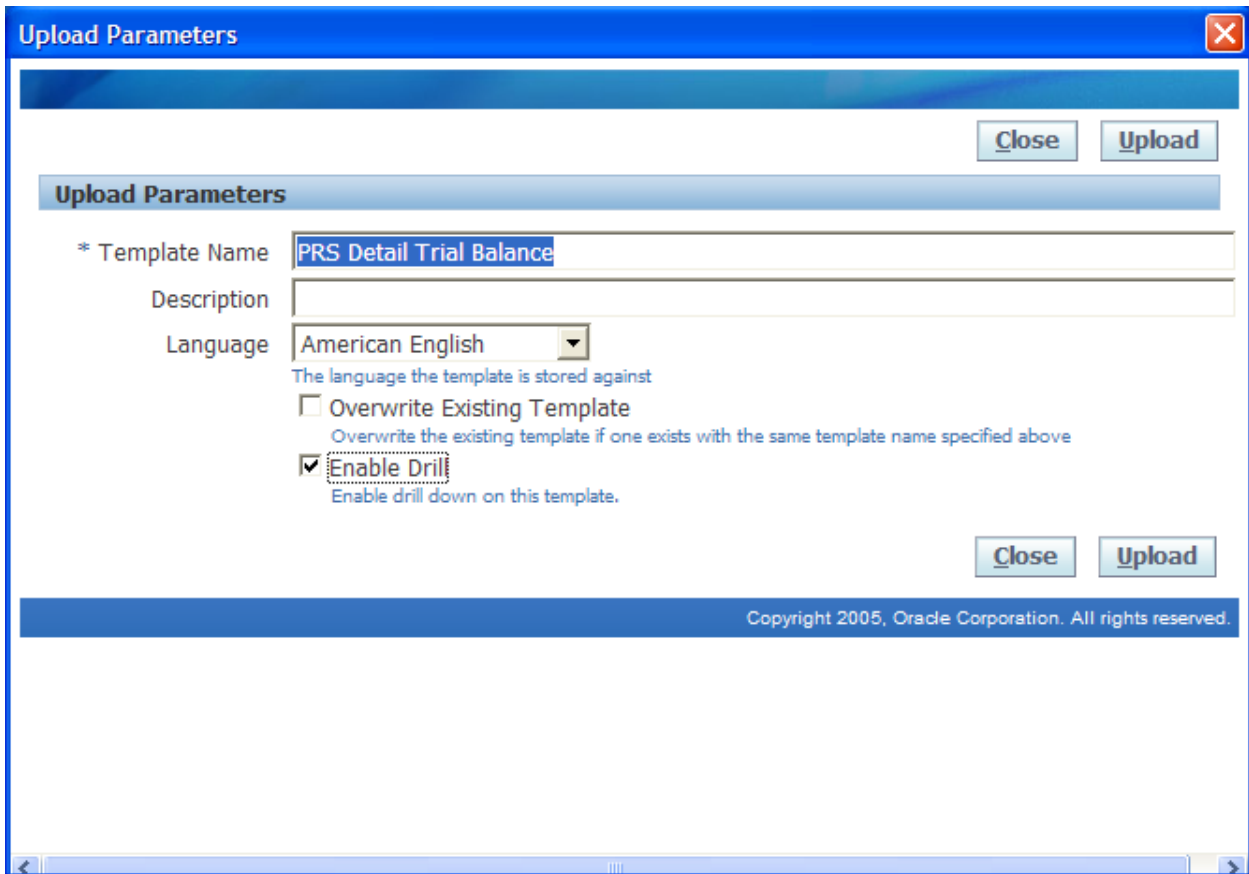 Upload Parameters
Close Upload
Upload Parameters
* Template Name PRS Detail Trial Balance
Description
Language American English
The language the template is stored against
Overwrite Existing Template
Overwrite the existing template if one exists with the same template name specified above
Enable Drill
Enable drill down on this template.
Close Upload
Copyright 2005, Oracle Corporation. All rights reserved.